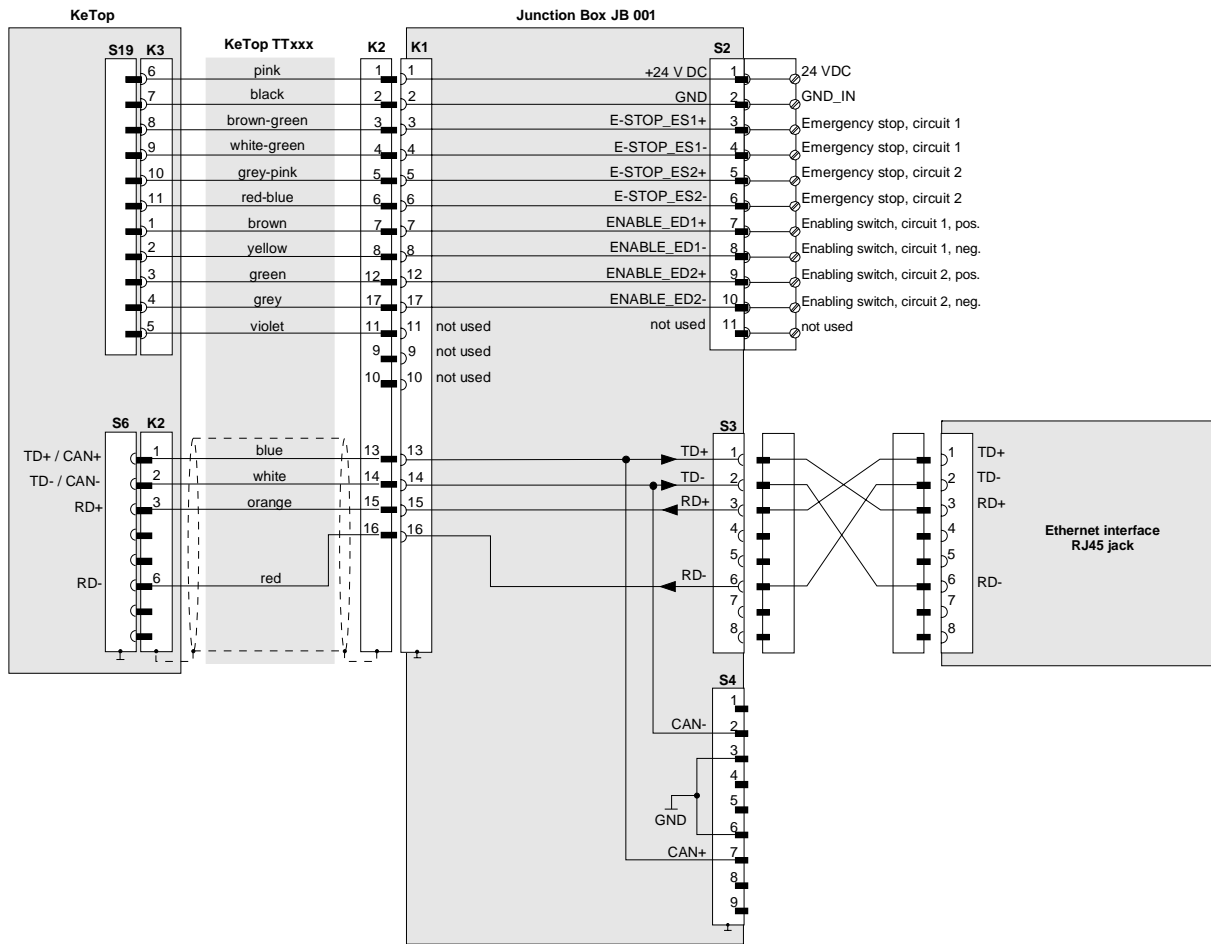 KeTop
Junction Box JB 001
S19 K3
KeTop TTxxx
K2 K1
S2
6 pink 1 1 +24 V DC 1 24 VDC
7 black 2 2 GND 2 GND_IN
8 brown-green 3 3 E-STOP_ES1+ 3 Emergency stop, circuit 1
9 white-green 4 4 E-STOP_ES1- 4 Emergency stop, circuit 1
10 grey-pink 5 5 E-STOP_ES2+ 5 Emergency stop, circuit 2
11 red-blue 6 6 E-STOP_ES2- 6 Emergency stop, circuit 2
1 brown 7 7 ENABLE_ED1+ 7 Enabling switch, circuit 1, pos.
2 yellow 8 8 ENABLE_ED1- 8 Enabling switch, circuit 1, neg.
3 green 12 12 ENABLE_ED2+ 9 Enabling switch, circuit 2, pos.
4 grey 17 17 ENABLE_ED2- 10 Enabling switch, circuit 2, neg.
5 violet 11 11 not used not used 11 not used
9 9 not used
10 10 not used
S6 K2
S3
TD+ / CAN+ 1 blue 13 13 TD+ 1 1 TD+
TD- / CAN- 2 white 14 14 TD- 2 2 TD-
RD+ 3 orange 15 15 RD+ 3 3 RD+
16 16 4 4
Ethernet interface
RJ45 jack
5 5
RD- 6 red RD- 6 6 RD-
7 7
8 8
S4
1
CAN- 2
3
4
5
GND
6
CAN+ 7
8
9